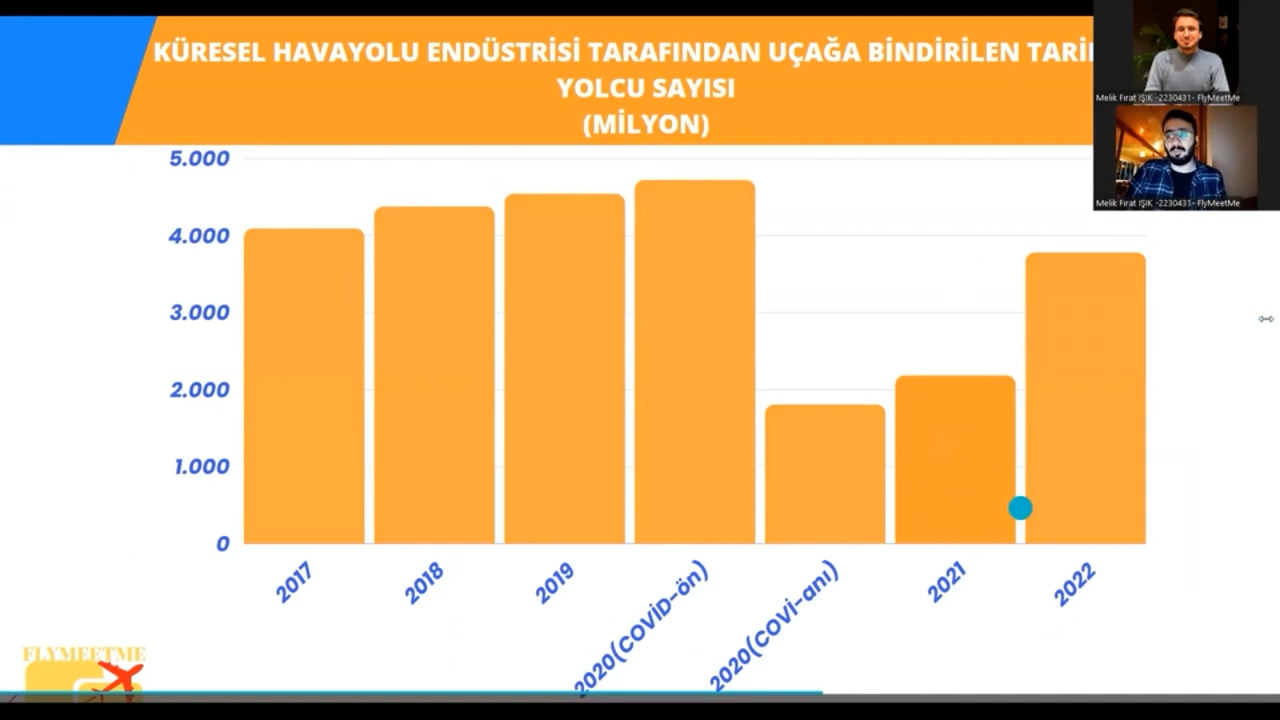 KÜRESEL HAVAYOLU ENDÜSTRİSİ TARAFINDAN UÇAĞA BİNDİRİLEN
YOLCU SAYISI
(MİLYON)
Melik Fırat IŞIK -2230431- FlyMeetMe
Melik Fırat IŞIK -2230431- FlyMeetMe
5.000
4.000
3.000
2.000
1.000
0
2017
2018
2019
2020(COVİD-ön)
2020(COVİ-anı)
2021
2022
FLYMEETME